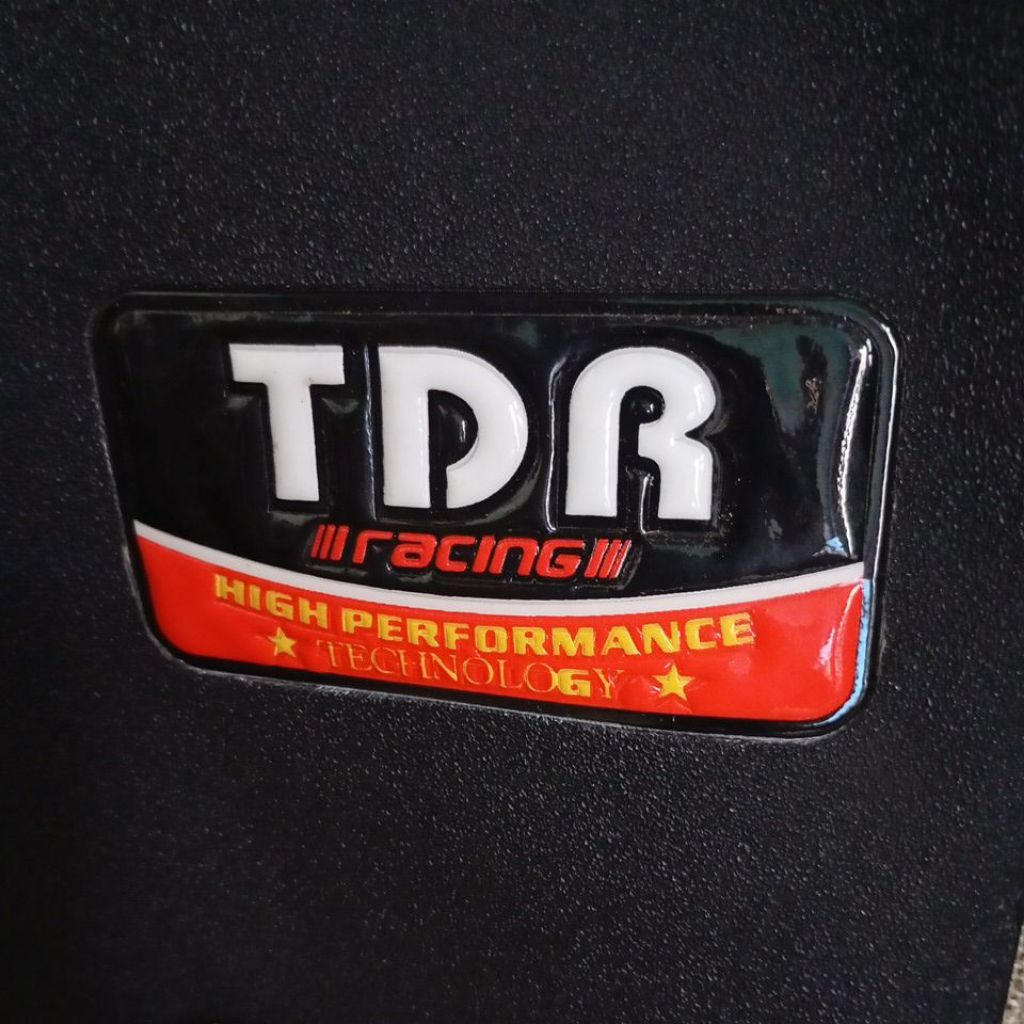 TDR
racing
HIGH PERFORMANCE
TECHNOLOGY